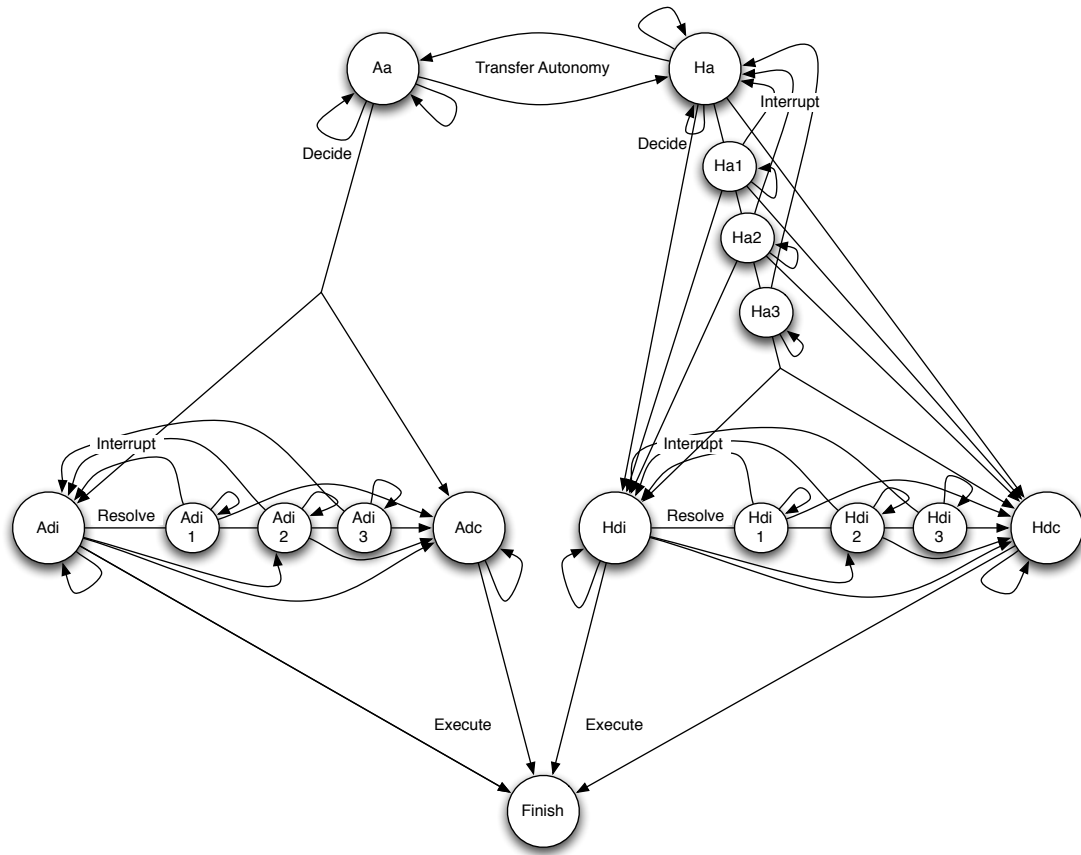 Aa
Transfer Autonomy
Ha
Interrupt
Decide
Decide
Ha1
Ha2
Ha3
Interrupt
Interrupt
Adi
Resolve
Adi
1
Adi
2
Adi
3
Adc
Hdi
Resolve
Hdi
1
Hdi
2
Hdi
3
Hdc
Execute
Execute
Finish